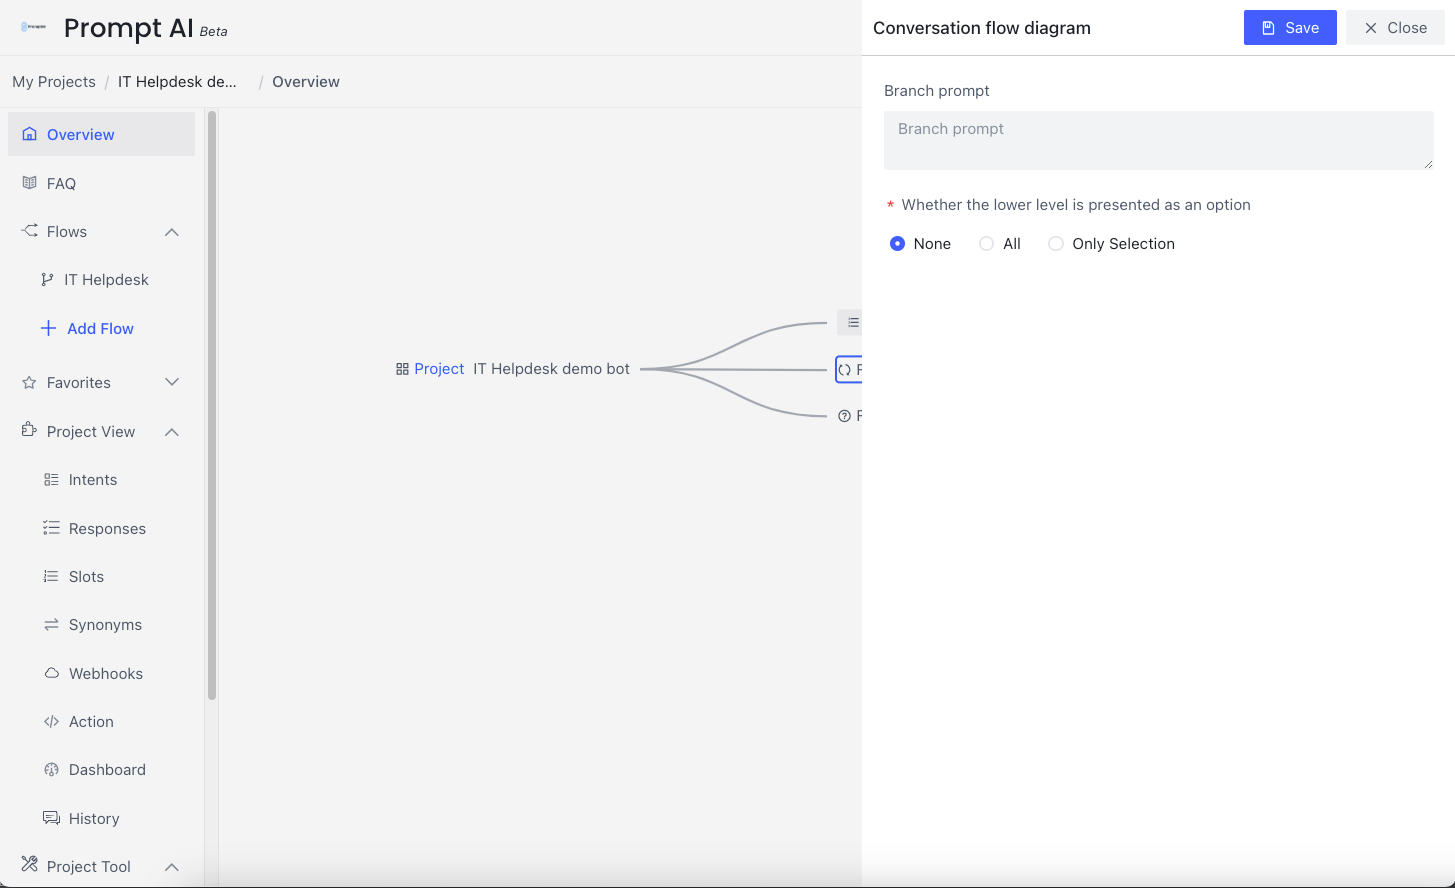 Prompt AI Beta
Conversation flow diagram
Save
Close
My Projects / IT Helpdesk de... / Overview
Branch prompt
Branch prompt
* Whether the lower level is presented as an option
None
All
Only Selection
Overview
FAQ
Flows
IT Helpdesk
Add Flow
Favorites
Project View
Intents
Responses
Slots
Synonyms
Webhooks
Action
Dashboard
History
Project Tool
Project IT Helpdesk demo bot
F
F